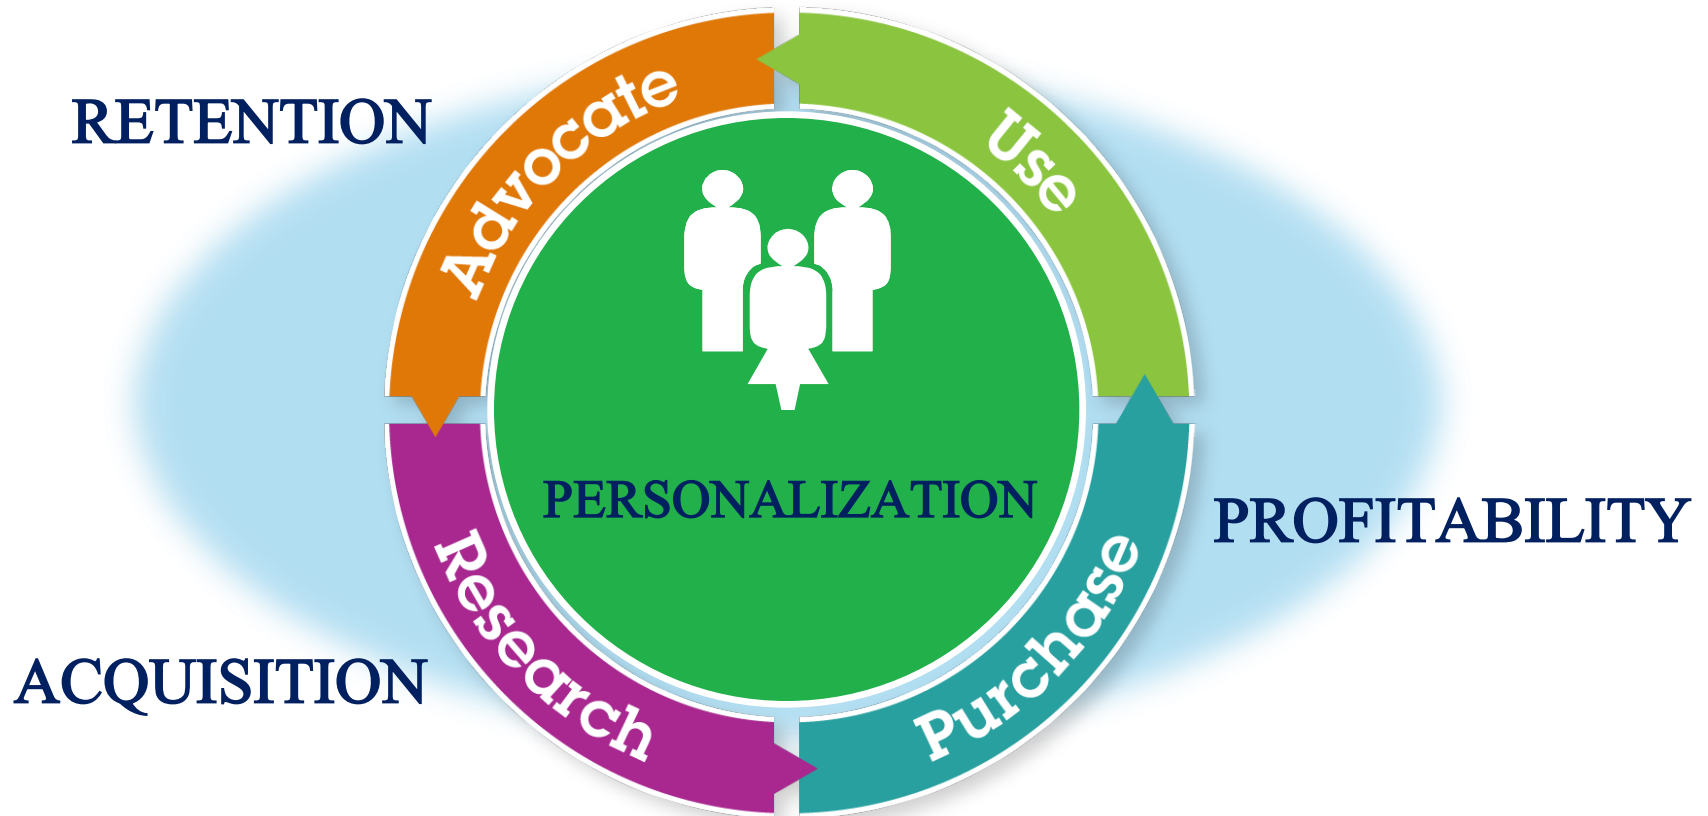 RETENTION
Advocate
Use
PERSONALIZATION
PROFITABILITY
Research
Purchase
ACQUISITION